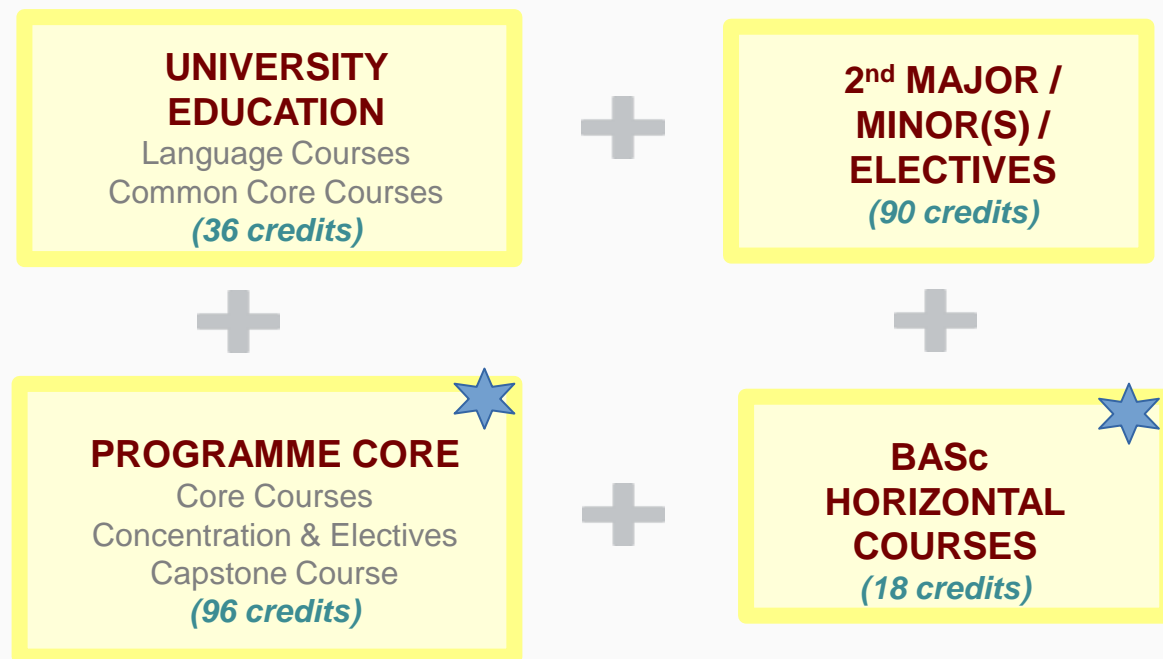 UNIVERSITY
EDUCATION
Language Courses
Common Core Courses
(36 credits)
2nd MAJOR /
MINOR(S) /
ELECTIVES
(90 credits)
PROGRAMME CORE
Core Courses
Concentration & Electives
Capstone Course
(96 credits)
BASc
HORIZONTAL
COURSES
(18 credits)